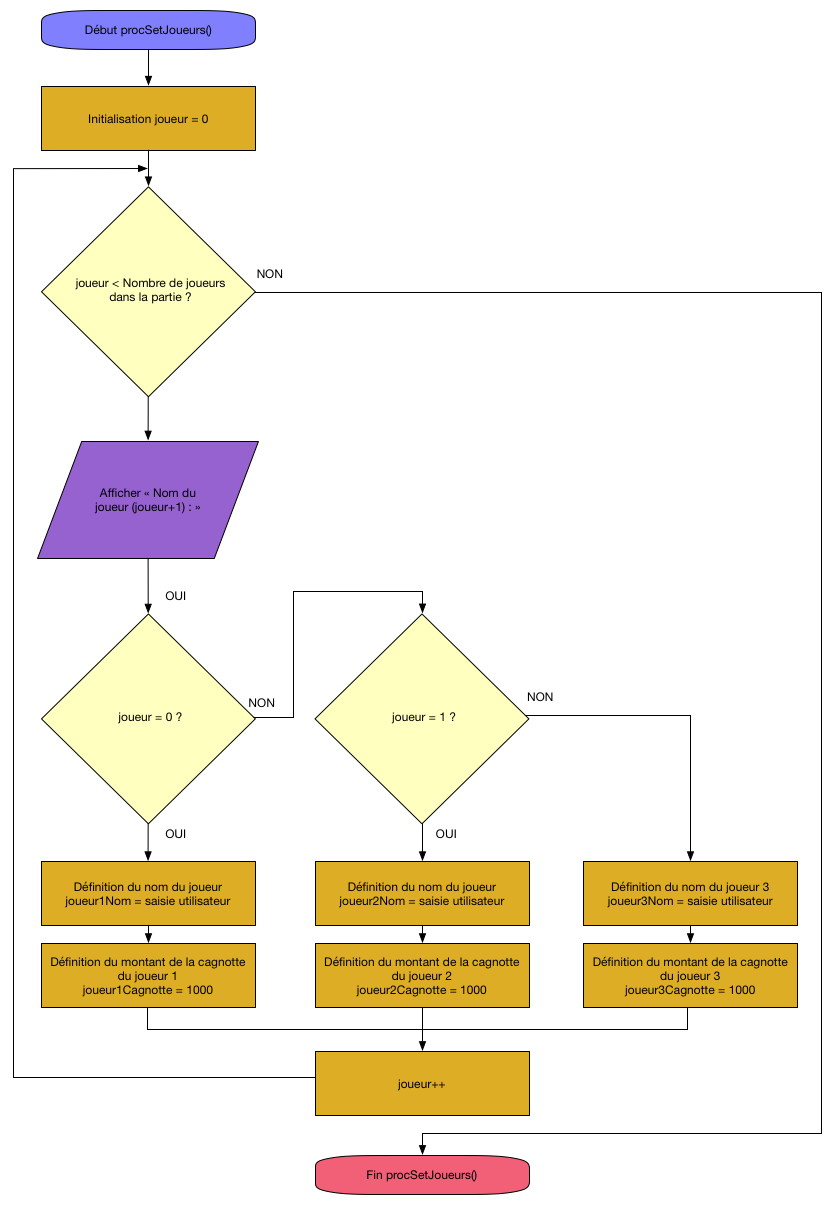 Début procSetJoueurs()
Initialisation joueur = 0
joueur < Nombre de joueurs
dans la partie ?
NON
Afficher « Nom du
joueur (joueur+1) : »
OUI
joueur = 0 ?
NON
joueur = 1 ?
NON
OUI
OUI
Définition du nom du joueur
joueur1Nom = saisie utilisateur
Définition du nom du joueur
joueur2Nom = saisie utilisateur
Définition du nom du joueur 3
joueur3Nom = saisie utilisateur
Définition du montant de la cagnotte
du joueur 1
joueur1Cagnotte = 1000
Définition du montant de la cagnotte
du joueur 2
joueur2Cagnotte = 1000
Définition du montant de la cagnotte
du joueur 3
joueur3Cagnotte = 1000
joueur++
Fin procSetJoueurs()